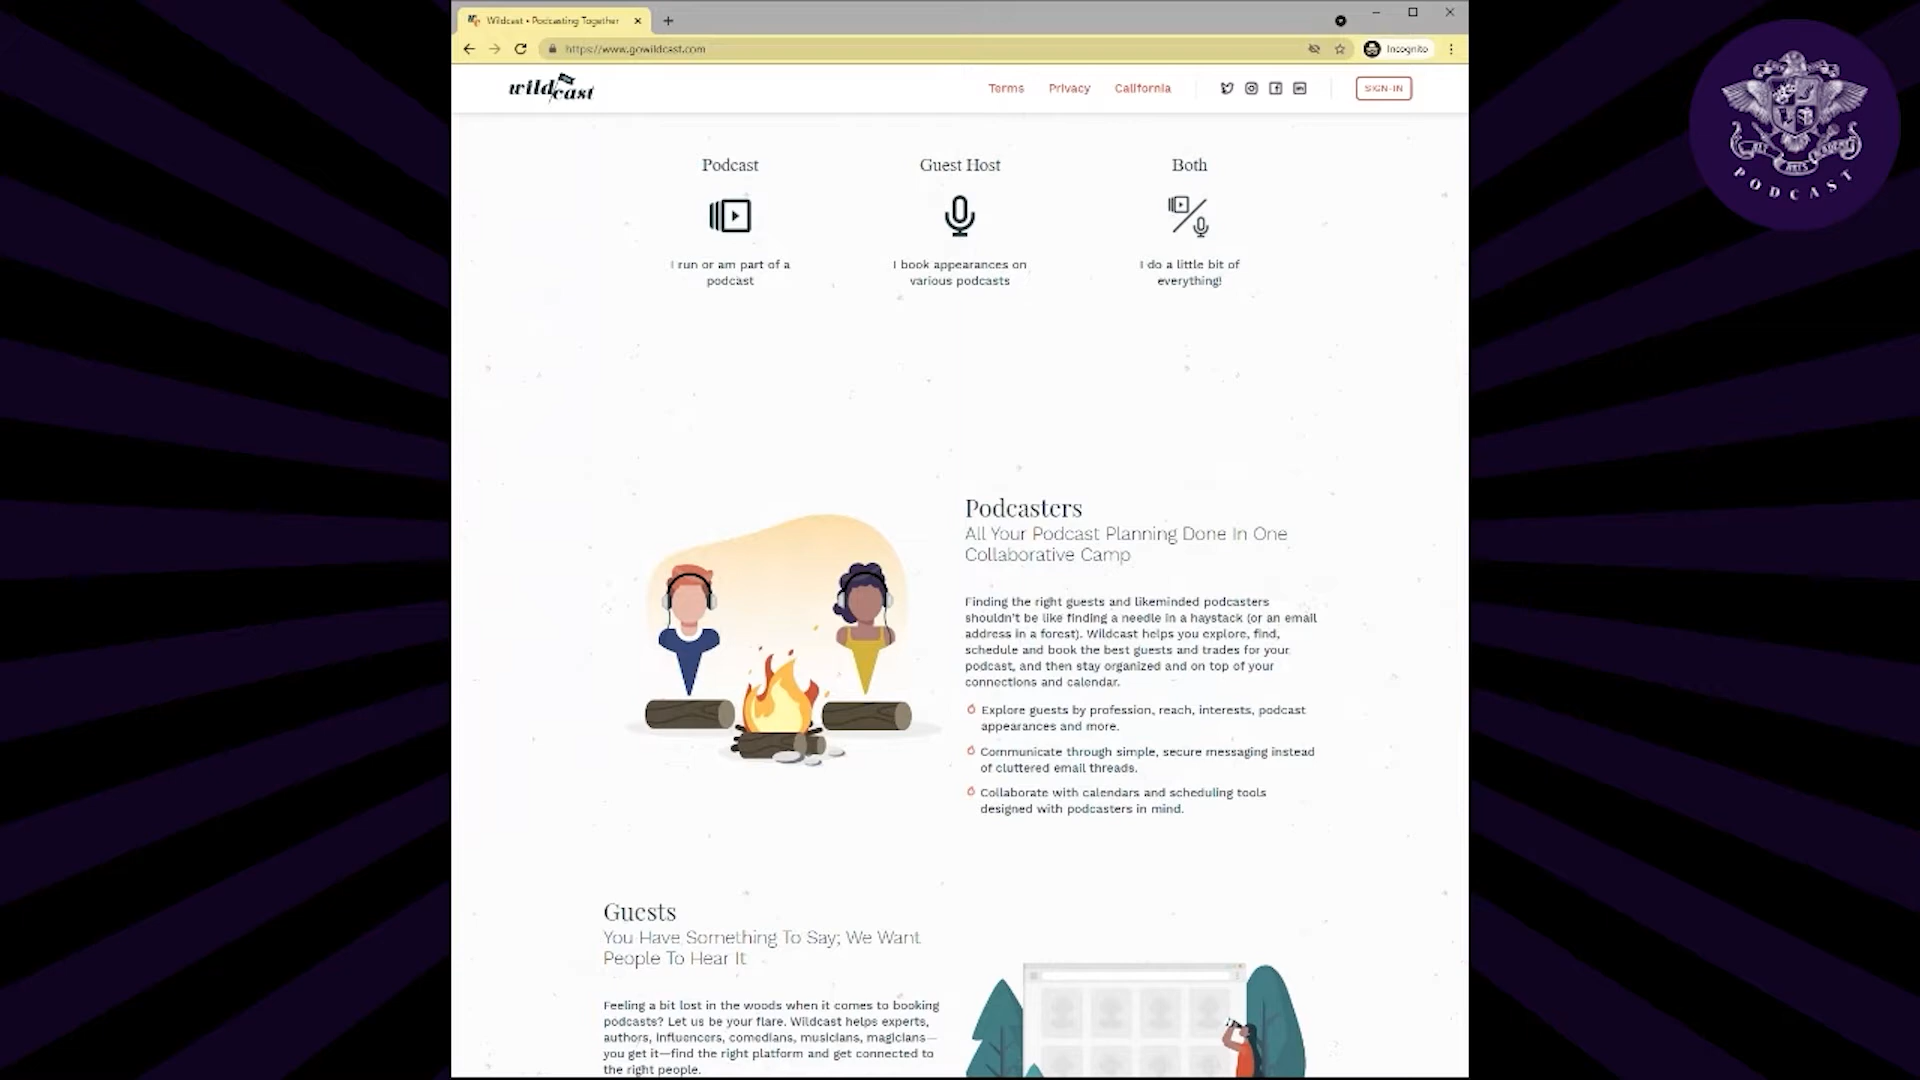 Wildcast • Podcasting Together
https://www.gowildcast.com
Incognito
wildcast
Terms
Privacy
California
SIGN-IN
Podcast
Guest Host
Both
I run or am part of a
podcast
I book appearances on
various podcasts
I do a little bit of
everything!
Podcasters
All Your Podcast Planning Done In One
Collaborative Camp
Finding the right guests and likeminded podcasters
shouldn't be like finding a needle in a haystack (or an email
address in a forest). Wildcast helps you explore, find,
schedule and book the best guests and trades for your
podcast, and then stay organized and on top of your
connections and calendar.
Explore guests by profession, reach, interests, podcast
appearances and more.
Communicate through simple, secure messaging instead
of cluttered email threads.
Collaborate with calendars and scheduling tools
designed with podcasters in mind.
Guests
You Have Something To Say; We Want
People To Hear It
Feeling a bit lost in the woods when it comes to booking
podcasts? Let us be your flare. Wildcast helps experts,
authors, influencers, comedians, musicians, magicians—
you get it—find the right platform and get connected to
the right people.
ARTS
PODCAST